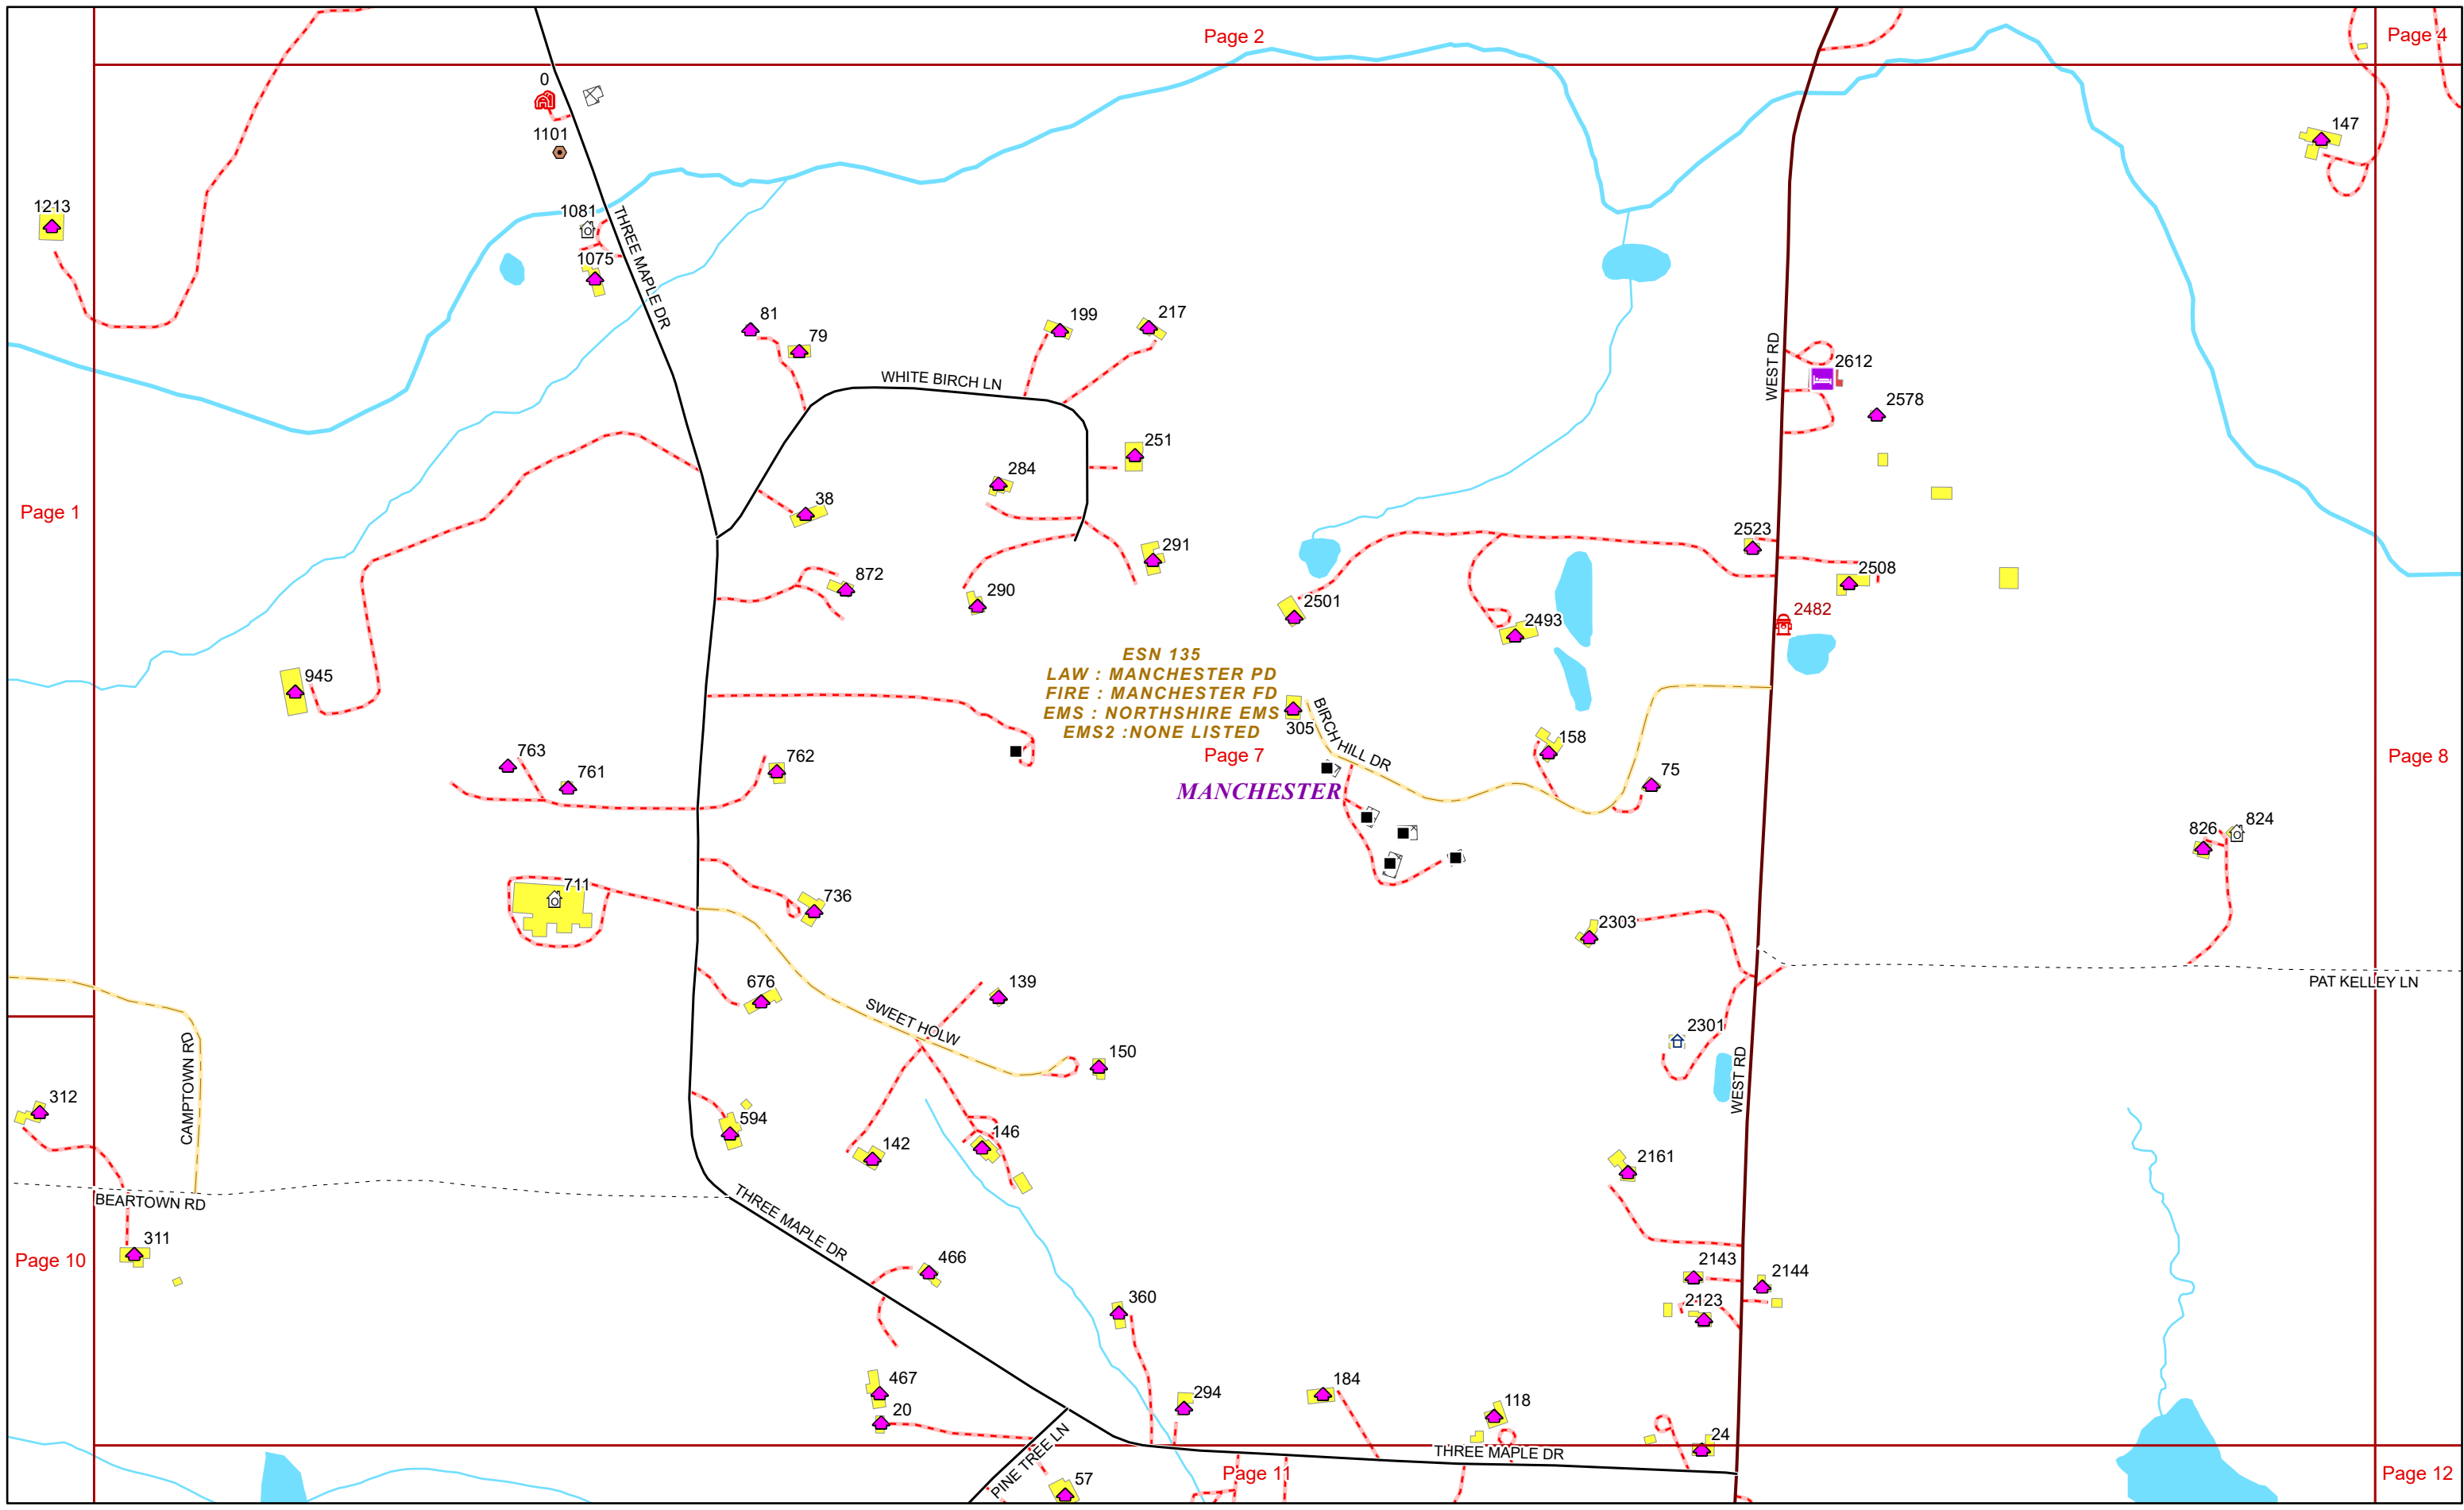 Page 2
Page 4
0
1101
147
1213
1081
THREE MAPLE DR
1075
81
79
199
217
WHITE BIRCH LN
WEST RD
2612
2578
251
284
38
Page 1
2523
291
872
290
2508
2501
2482
2493
ESN 135
LAW : MANCHESTER PD
FIRE : MANCHESTER FD
EMS : NORTHSHIRE EMS
EMS2 :NONE LISTED
945
305
BIRCH HILL DR
158
763
761
762
Page 7
75
Page 8
MANCHESTER
824
826
711
736
2303
676
139
SWEET HOLW
PAT KELLEY LN
2301
150
CAMPTOWN RD
WEST RD
312
594
142
146
2161
BEARTOWN RD
THREE MAPLE DR
311
Page 10
466
2143
2144
360
2123
467
20
294
184
118
24
THREE MAPLE DR
PINE TREE LN
57
Page 11
Page 12